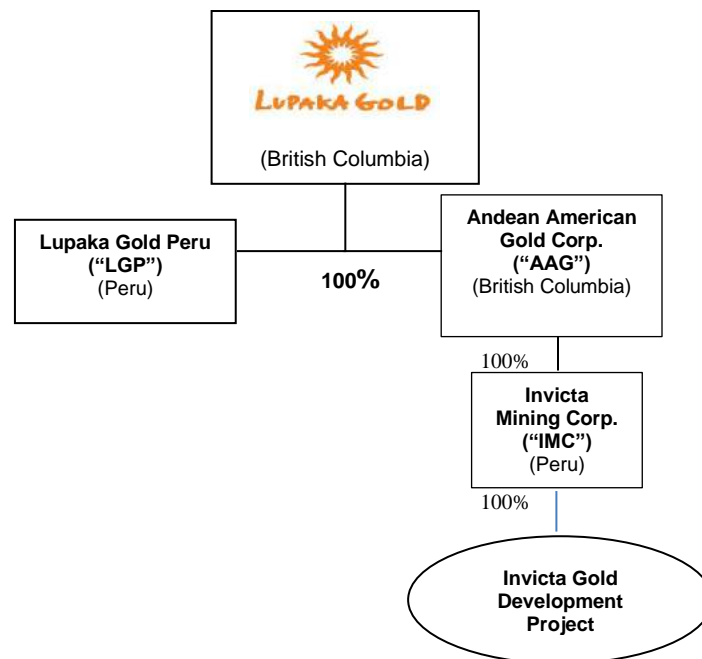 LUPAKA GOLD
(British Columbia)
Lupaka Gold Peru
(“LGP”)
(Peru)
100%
Andean American
Gold Corp.
(“AAG”)
(British Columbia)
100%
Invicta
Mining Corp.
(“IMC”)
(Peru)
100%
Invicta Gold
Development
Project